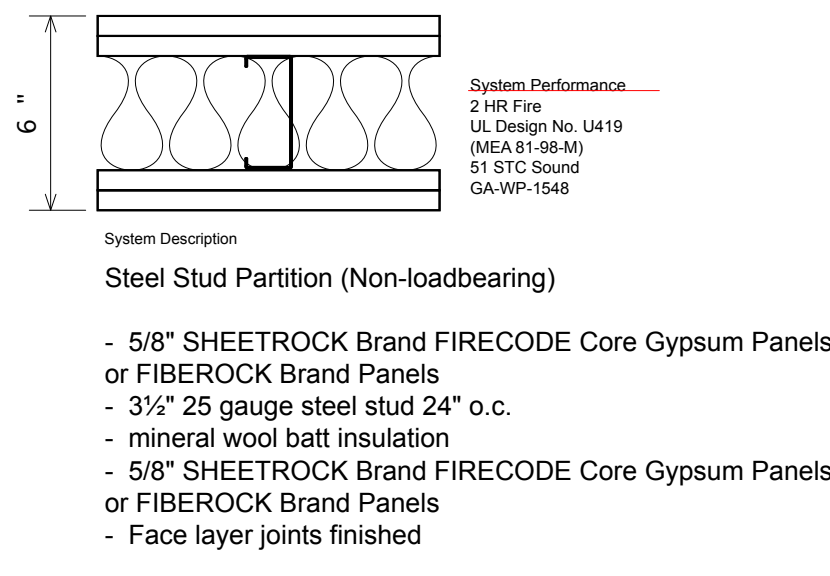 6 "
System Performance
2 HR Fire
UL Design No. U419
(MEA 81-98-M)
51 STC Sound
GA-WP-1548
System Description
Steel Stud Partition (Non-loadbearing)
- 5/8" SHEETROCK Brand FIRECODE Core Gypsum Panels
or FIBEROCK Brand Panels
- 3½" 25 gauge steel stud 24" o.c.
- mineral wool batt insulation
- 5/8" SHEETROCK Brand FIRECODE Core Gypsum Panels
or FIBEROCK Brand Panels
- Face layer joints finished